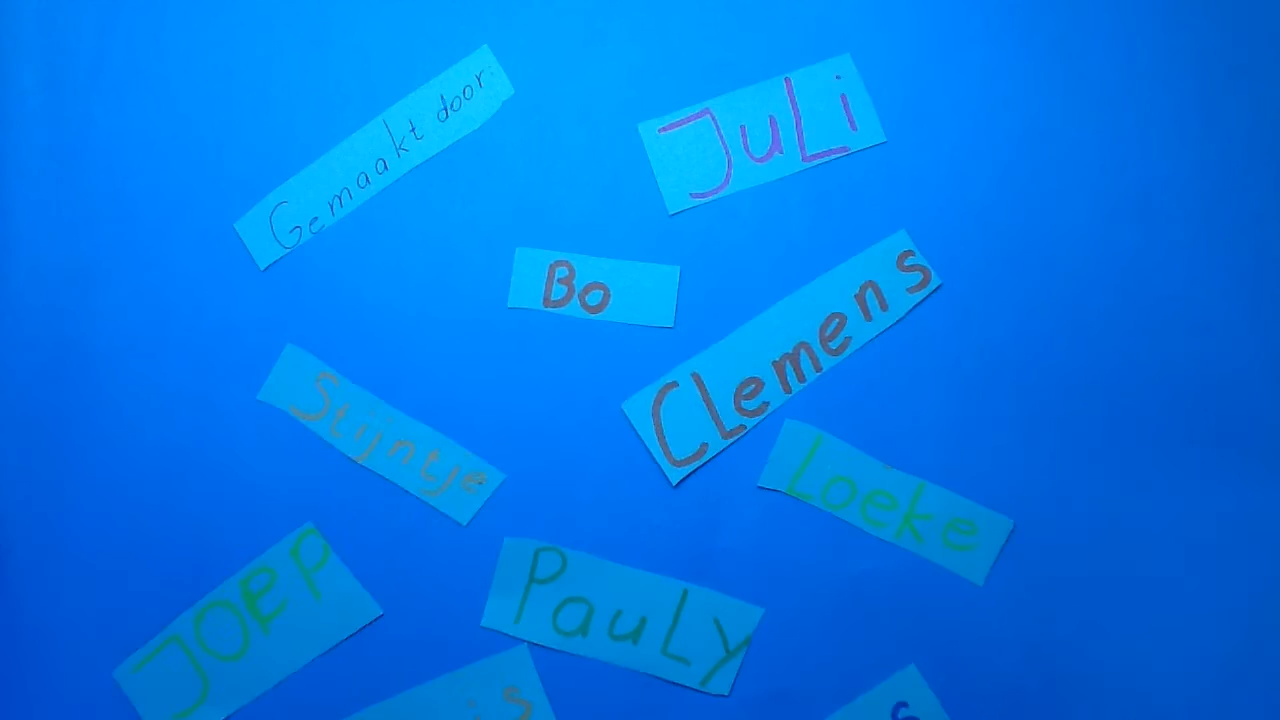 Gemaakt door:
JuLi
Bo
CLemens
Stijntje
Loeke
JOEP
PauLy